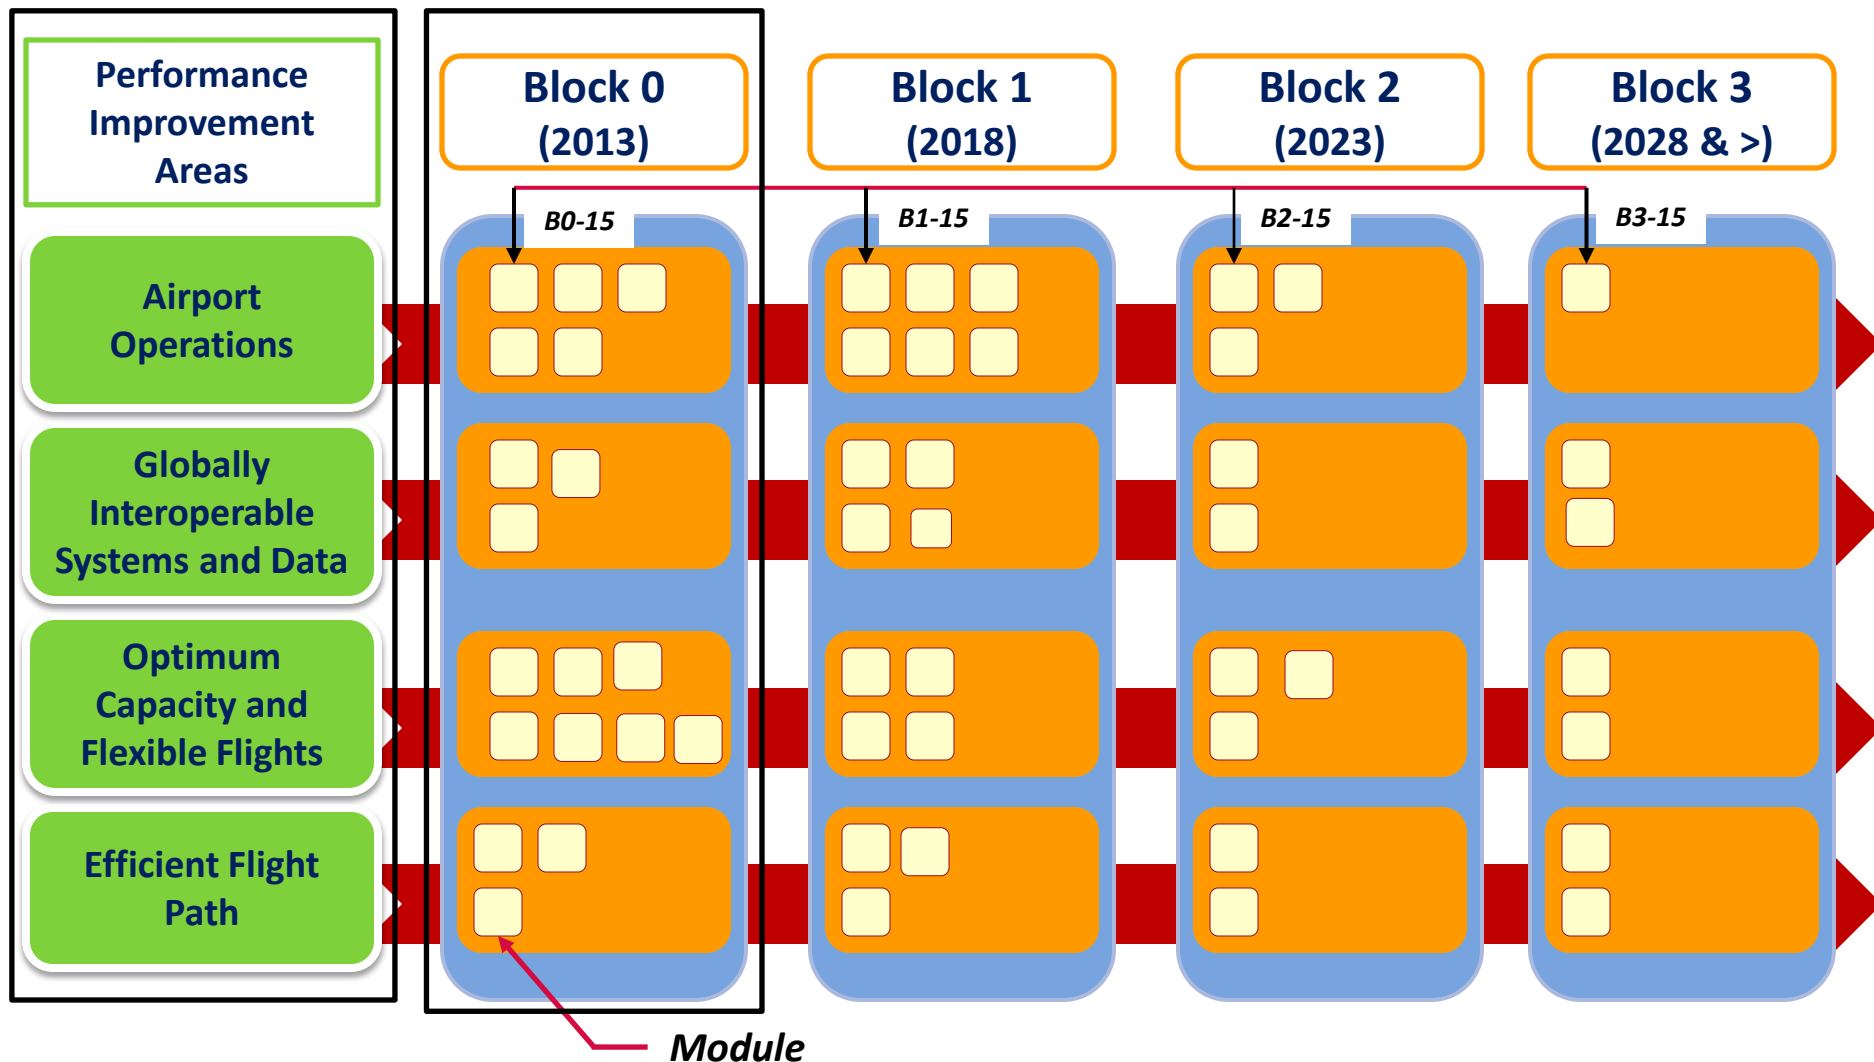 Performance
Improvement
Areas
Block 0
(2013)
Block 1
(2018)
Block 2
(2023)
Block 3
(2028 & >)
B0-15
B1-15
B2-15
B3-15
Airport
Operations
Globally
Interoperable
Systems and Data
Optimum
Capacity and
Flexible Flights
Efficient Flight
Path
Module